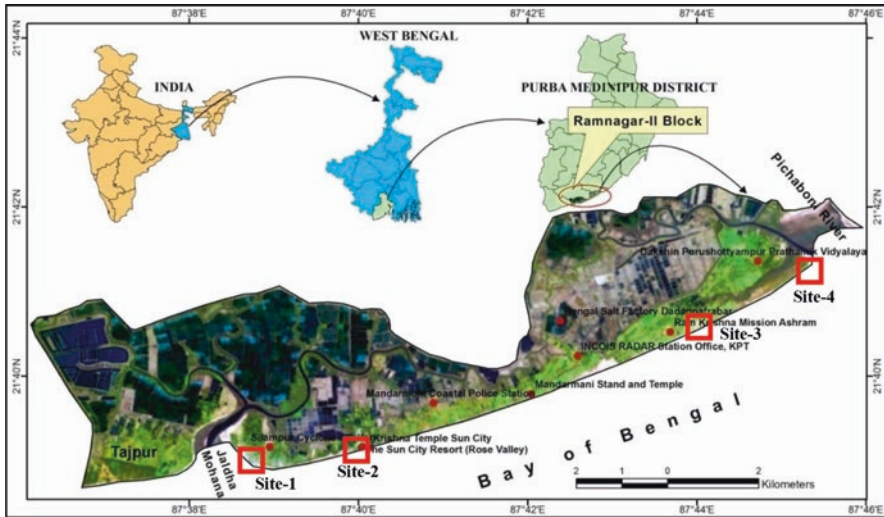 87°38'E 87°40'E 87°42'E 87°44'E 87°46'E
21°44'N
21°44'N
WEST BENGAL
INDIA
PURBA MEDINIPUR DISTRICT
Ramnagar-II Block
21°42'N
21°42'N
Pichaboni River
Dakshin Purushottyampur Prathamik Vidyalaya
Site-4
Bengal Salt Factory Dadanpatrabar
Ram Krishna Mission Ashram
Site-3
INCOIS RADAR Station Office, KPT
21°40'N
21°40'N
Mandarmani Stand and Temple
Mandarmoni Coastal Police Station
Bay of Bengal
Tajpur
Jaldha
Mohana
Krishna Temple Sun City
The Sun City Resort (Rose Valley)
Site-1
Site-2
2 1 0 2
Kilometers
87°38'E 87°40'E 87°42'E 87°44'E 87°46'E